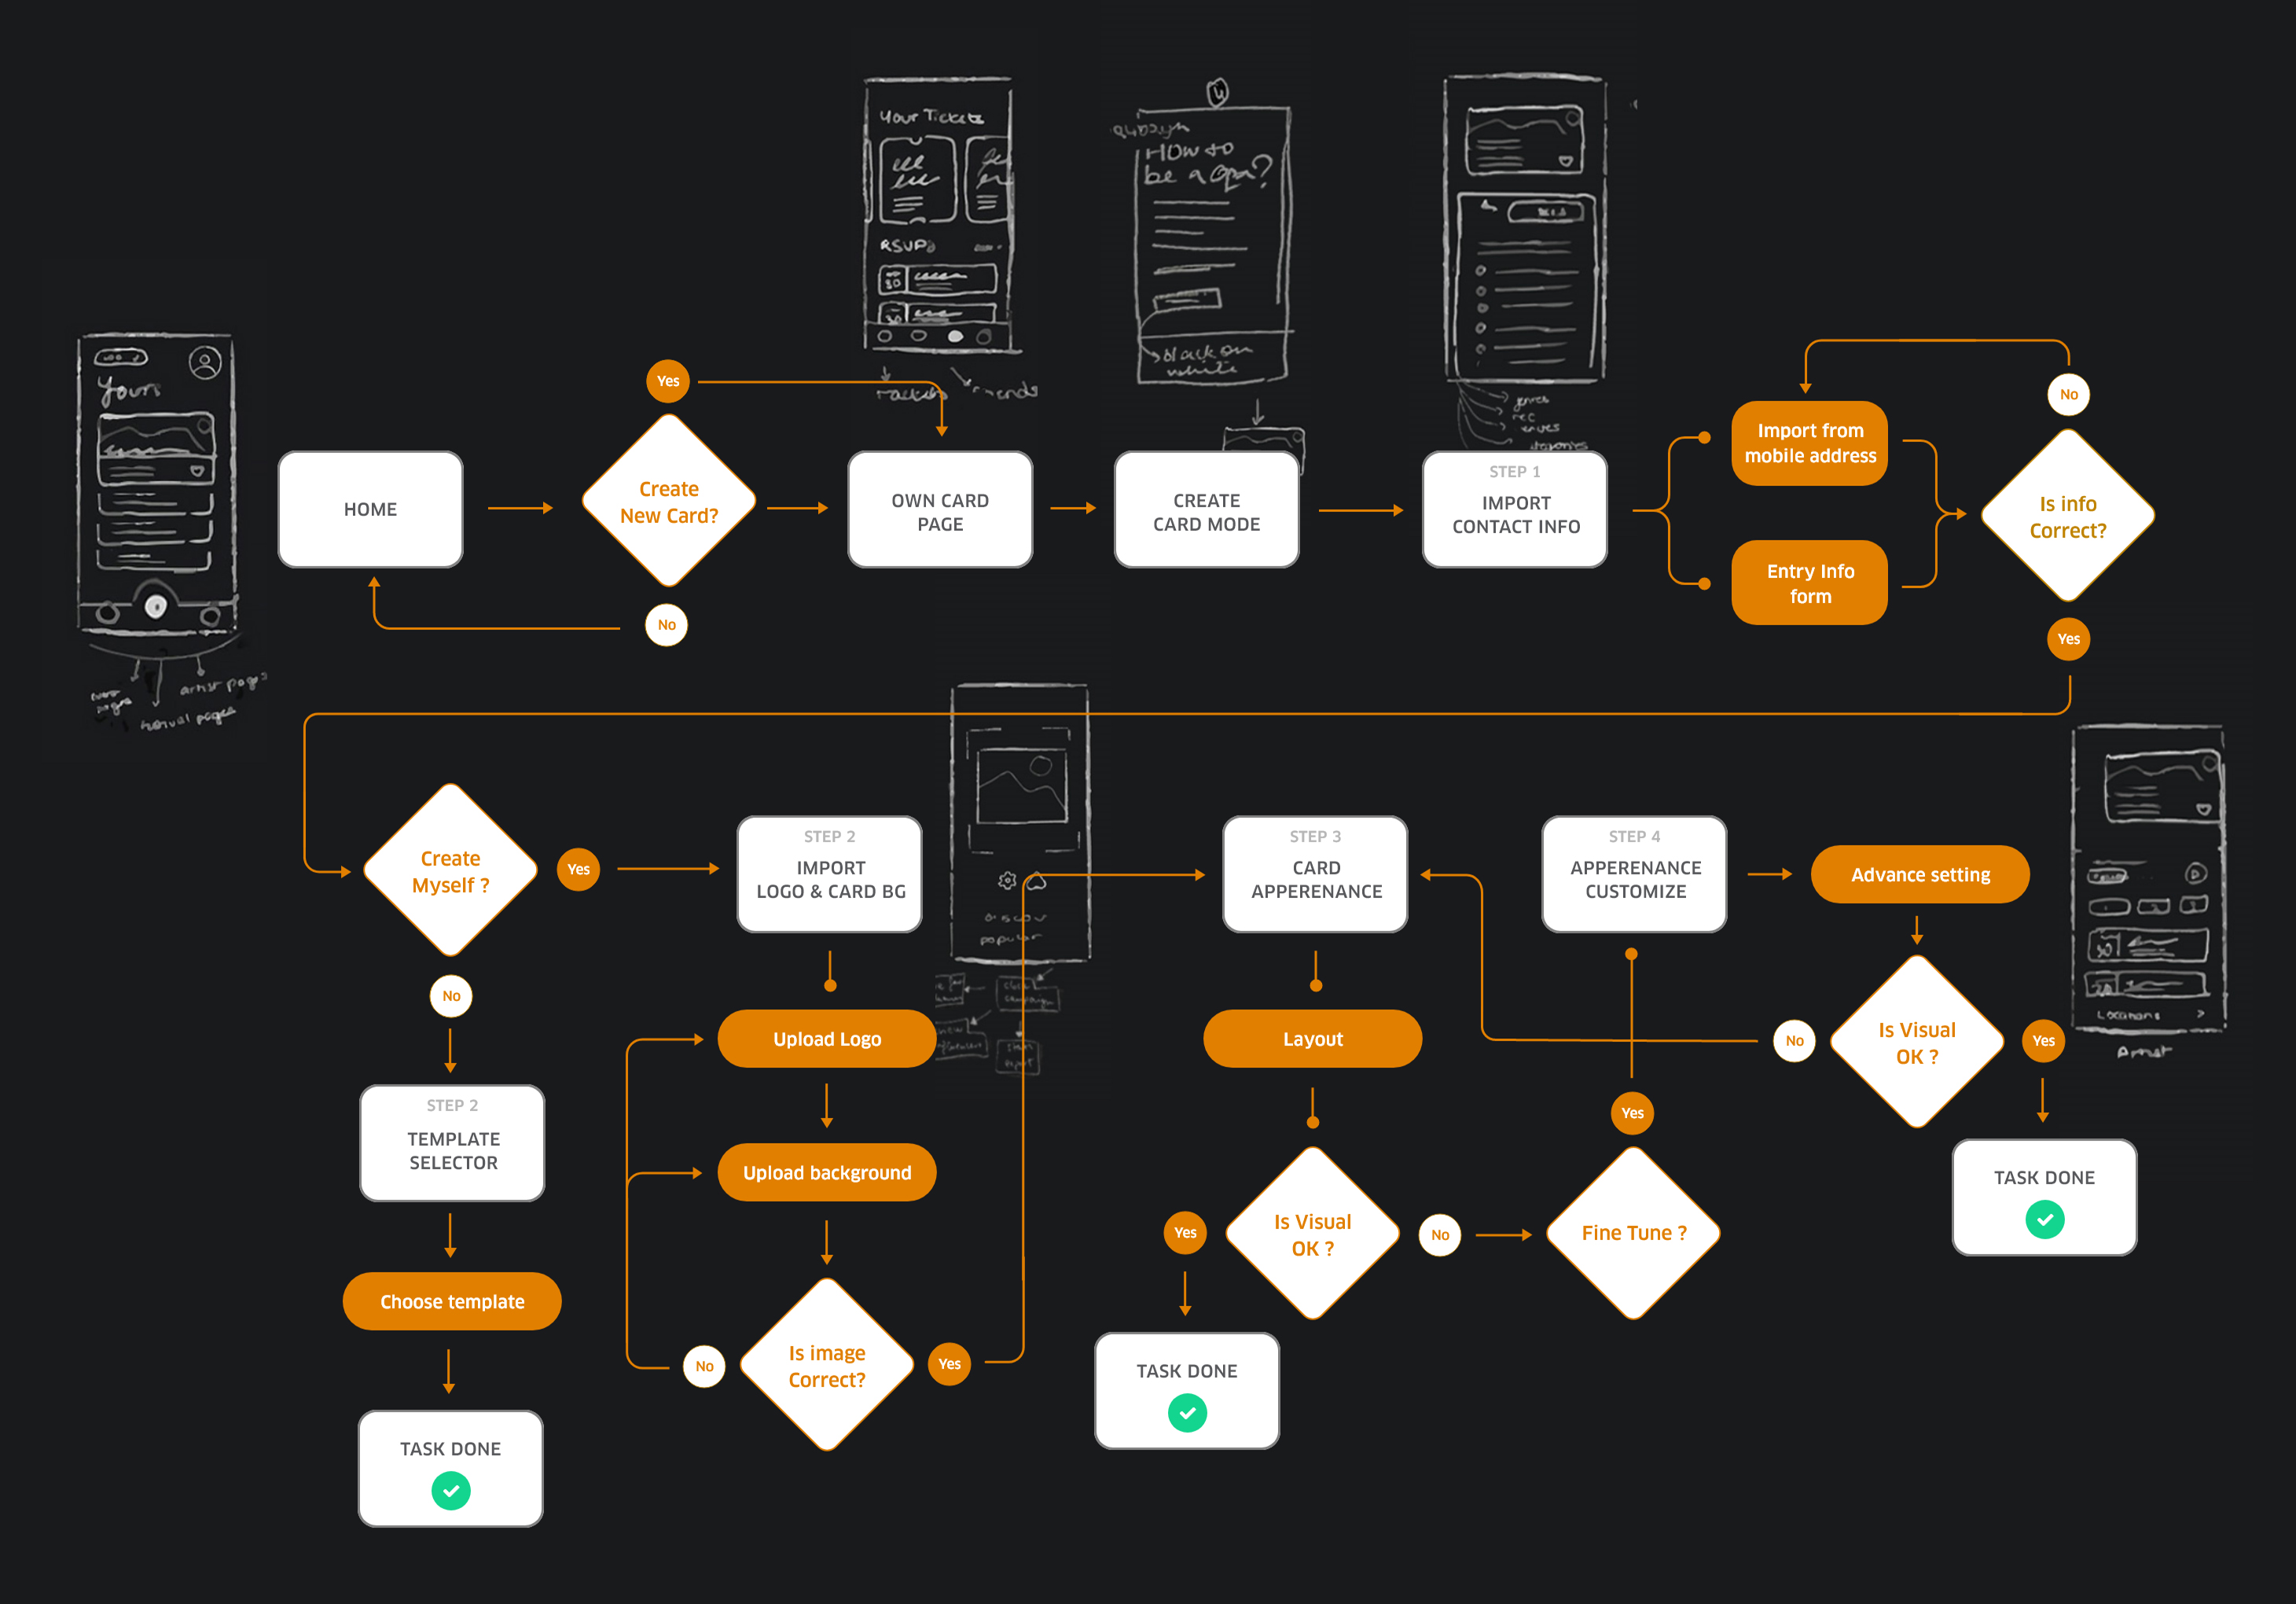 Your Tickets
RSUPs
How to
be a opa?
black on
white
genres
rec
venues
Yours
artist pages
pages
Yes
Create
New Card?
No
HOME
OWN CARD
PAGE
CREATE
CARD MODE
STEP 1
IMPORT
CONTACT INFO
Import from
mobile address
Entry Info
form
No
Is info
Correct?
Yes
Create
Myself ?
Yes
No
STEP 2
TEMPLATE
SELECTOR
Choose template
TASK DONE
STEP 2
IMPORT
LOGO & CARD BG
Upload Logo
Upload background
Is image
Correct?
No
Yes
popular
STEP 3
CARD
APPERENANCE
Layout
Is Visual
OK ?
Yes
No
TASK DONE
Fine Tune ?
Yes
STEP 4
APPERENANCE
CUSTOMIZE
Advance setting
Is Visual
OK ?
No
Yes
TASK DONE
Locations >